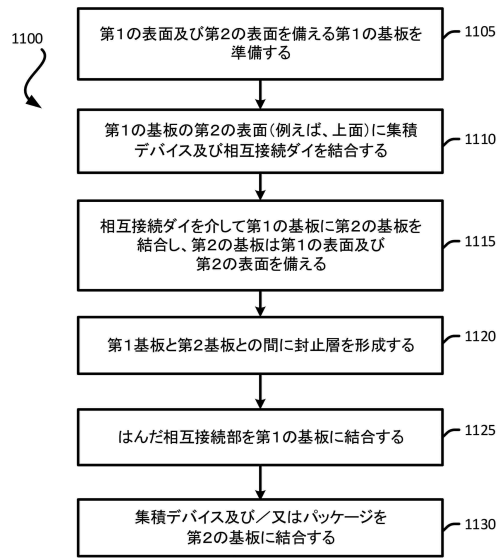 1100
第1の表面及び第2の表面を備える第1の基板を
準備する
1105
第1の基板の第2の表面(例えば、上面)に集積
デバイス及び相互接続ダイを結合する
1110
相互接続ダイを介して第1の基板に第2の基板を
結合し、第2の基板は第1の表面及び
第2の表面を備える
1115
第1基板と第2基板との間に封止層を形成する
1120
はんだ相互接続部を第1の基板に結合する
1125
集積デバイス及び/又はパッケージを
第2の基板に結合する
1130